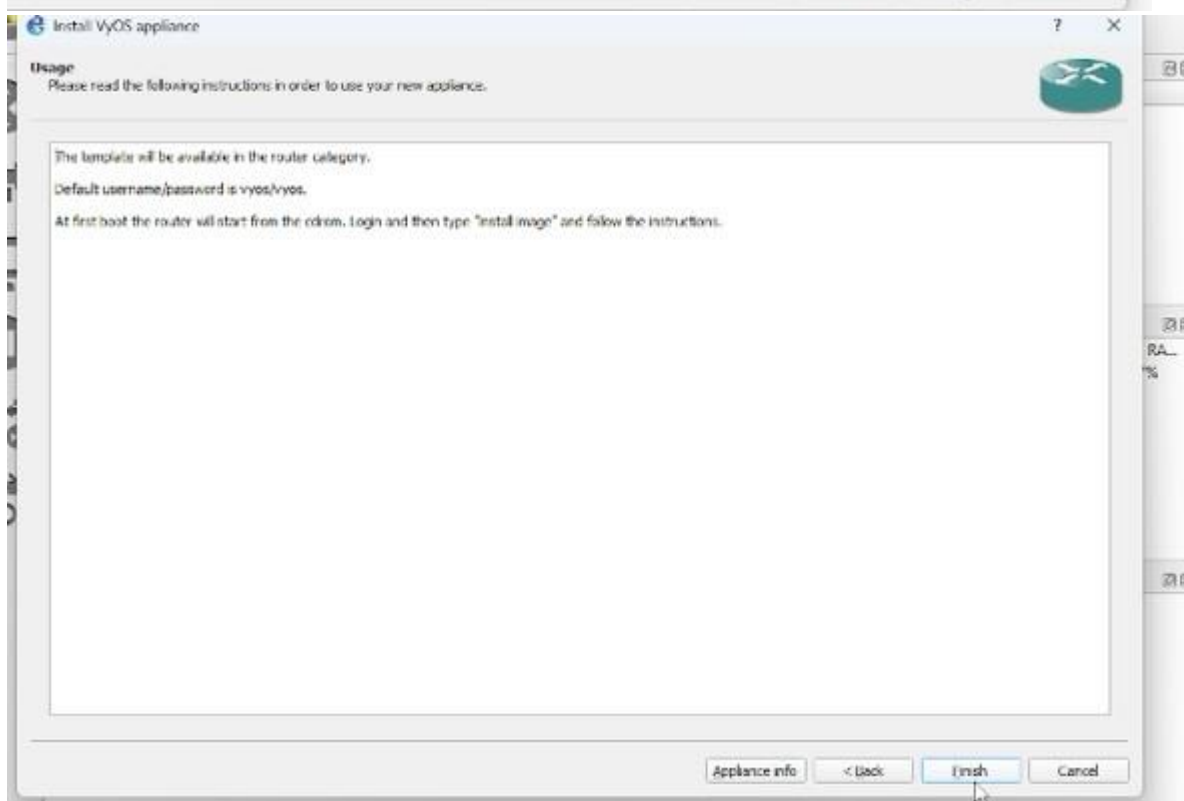 Install VyOS appliance
?
Usage
Please read the following instructions in order to use your new appliance.
The template will be available in the router category.
Default username/password is vyos/vyos.
At first boot the router will start from the cdrom. Login and then type "install image" and follow the instructions.
RA...
%
Appliance info
< Back
Finish
Cancel